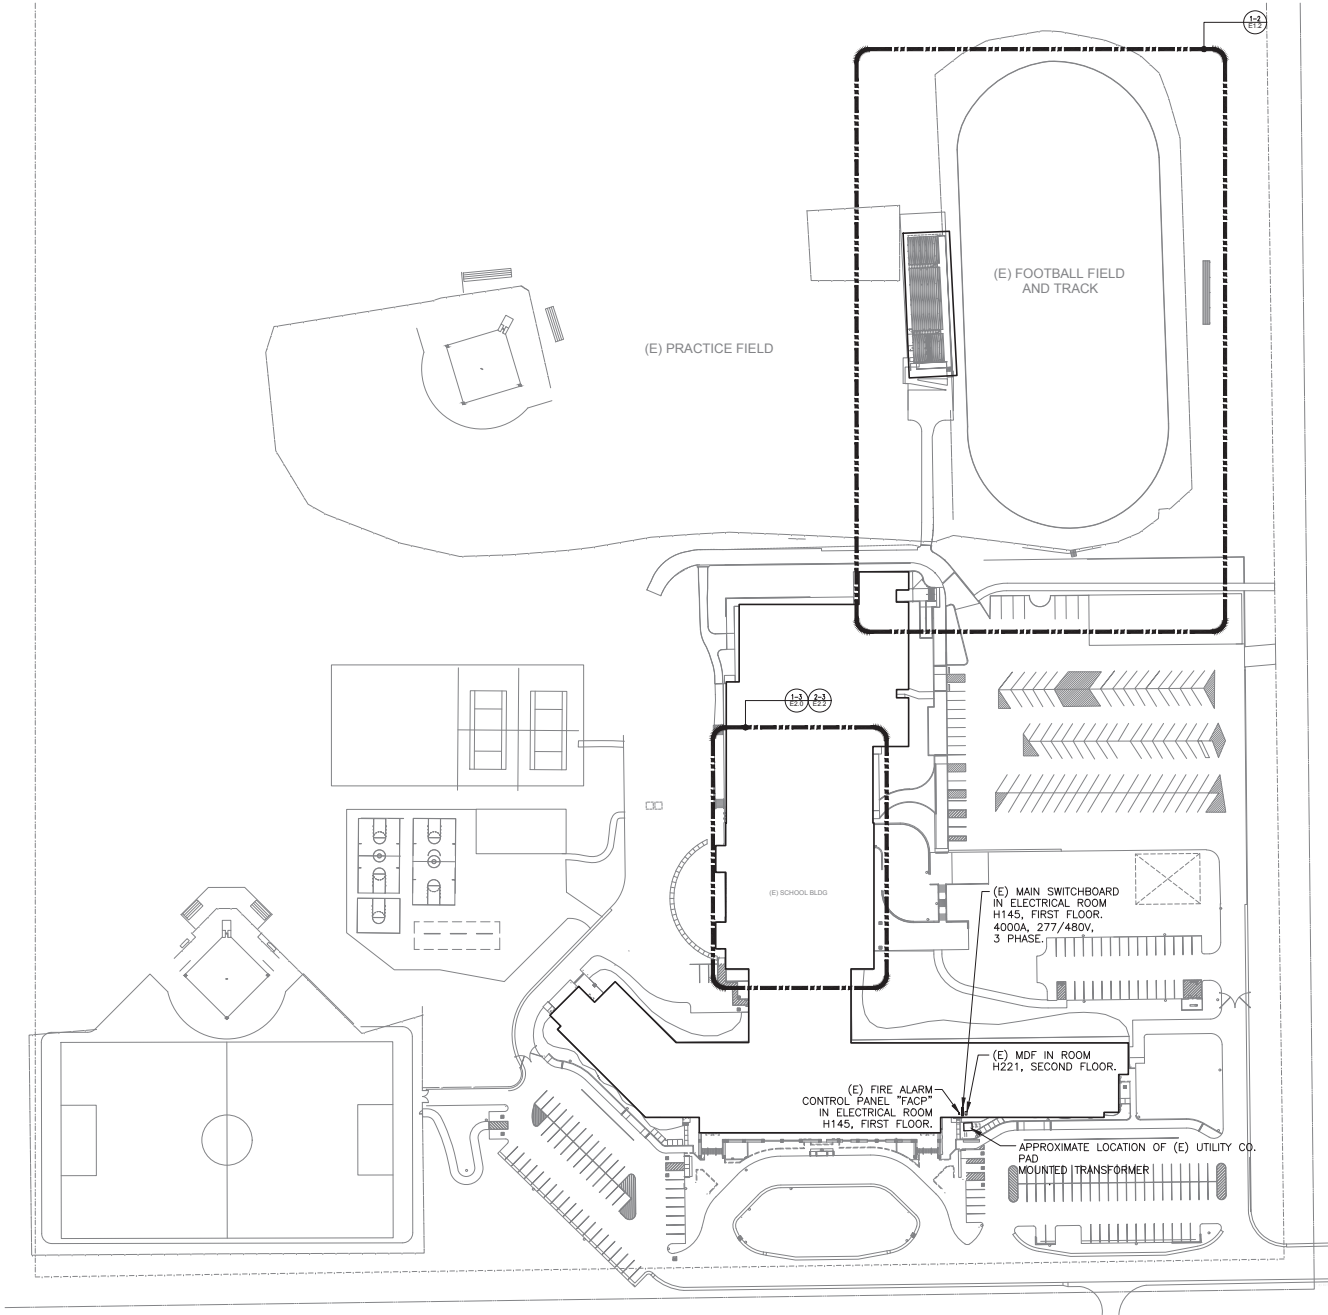 1-2
E1.2
(E) FOOTBALL FIELD
AND TRACK
(E) PRACTICE FIELD
1-3
E2.0
2-3
E2.2
(E) SCHOOL BLDG
(E) MAIN SWITCHBOARD
IN ELECTRICAL ROOM
H145, FIRST FLOOR.
4000A, 277/480V,
3 PHASE.
(E) MDF IN ROOM
H221, SECOND FLOOR.
(E) FIRE ALARM
CONTROL PANEL "FACP"
IN ELECTRICAL ROOM
H145, FIRST FLOOR.
APPROXIMATE LOCATION OF (E) UTILITY CO.
PAD
MOUNTED TRANSFORMER